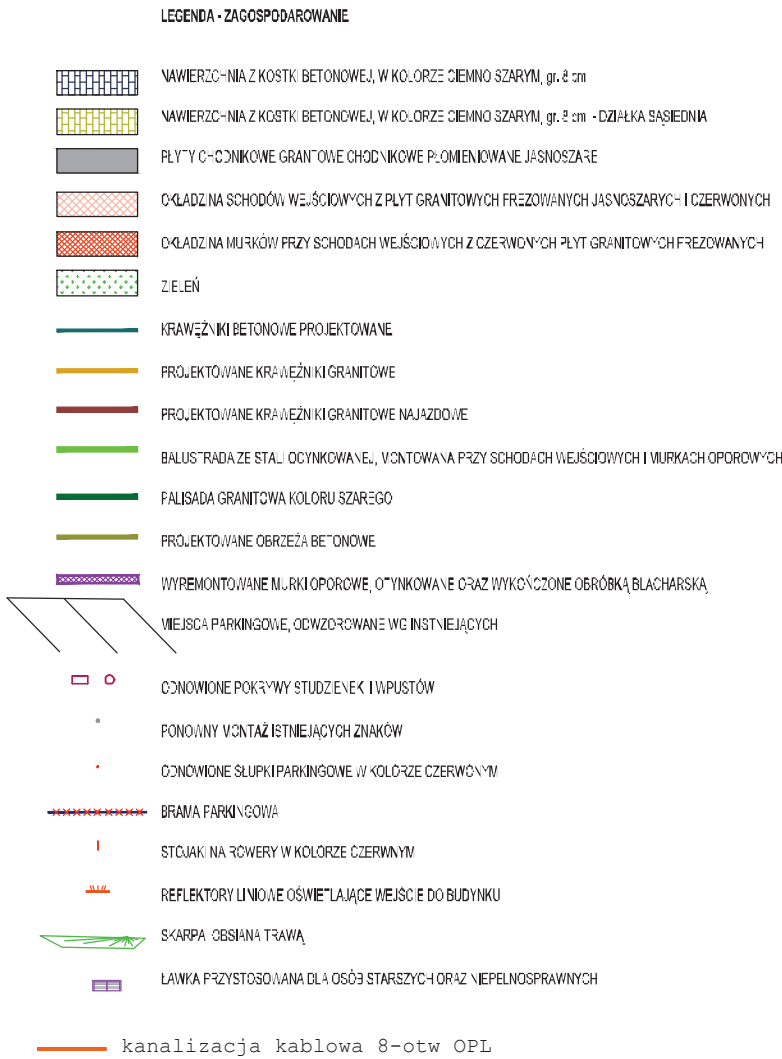 LEGENDA - ZAGOSPODAROWANIE
NAWIERZCHNIA Z KOSTKI BETONOWEJ, W KOLORZE CIEMNO SZARYM, gr. 8 cm
NAWIERZCHNIA Z KOSTKI BETONOWEJ, W KOLORZE CIEMNO SZARYM, gr. 8 cm - DZIAŁKA SĄSIEDNIA
PŁYTY CHODNIKOWE GRANTOWE CHODNIKOWE PŁOMIENIOWANE JASNOSZARE
OKŁADZINA SCHODÓW WEJŚCIOWYCH Z PŁYT GRANITOWYCH FREZOWANYCH JASNOSZARYCH I CZERWONYCH
OKŁADZINA MURKÓW PRZY SCHODACH WEJŚCIOWYCH Z CZERWONYCH PŁYT GRANITOWYCH FREZOWANYCH
ZIELEŃ
KRAWĘŻNIKI BETONOWE PROJEKTOWANE
PROJEKTOWANE KRAWĘŻNIKI GRANITOWE
PROJEKTOWANE KRAWĘŻNIKI GRANITOWE NAJAZDOWE
BALUSTRADA ZE STALI OCYNKOWANEJ, MONTOWANA PRZY SCHODACH WEJŚCIOWYCH I MURKACH OPOROWYCH
PALISADA GRANITOWA KOLORU SZAREGO
PROJEKTOWANE OBRZEŻA BETONOWE
WYREMONTOWANE MURKI OPOROWE, OTYNKOWANE ORAZ WYKOŃCZONE OBRÓBKĄ BLACHARSKĄ
MIEJSCA PARKINGOWE, ODWZOROWANE WG INSTNIEJĄCYCH
ODNOWIONE POKRYWY STUDZIENEK I WPUSTÓW
PONOWNY MONTAŻ ISTNIEJĄCYCH ZNAKÓW
ODNOWIONE SŁUPKI PARKINGOWE W KOLORZE CZERWONYM
BRAMA PARKINGOWA
STOJAKI NA ROWERY W KOLORZE CZERWNYM
REFLEKTORY LINIOWE OŚWIETLAJĄCE WEJŚCIE DO BUDYNKU
SKARPA OBSIANA TRAWĄ
ŁAWKA PRZYSTOSOWANA DLA OSÓB STARSZYCH ORAZ NIEPEŁNOSPRAWNYCH
kanalizacja kablowa 8-otw OPL